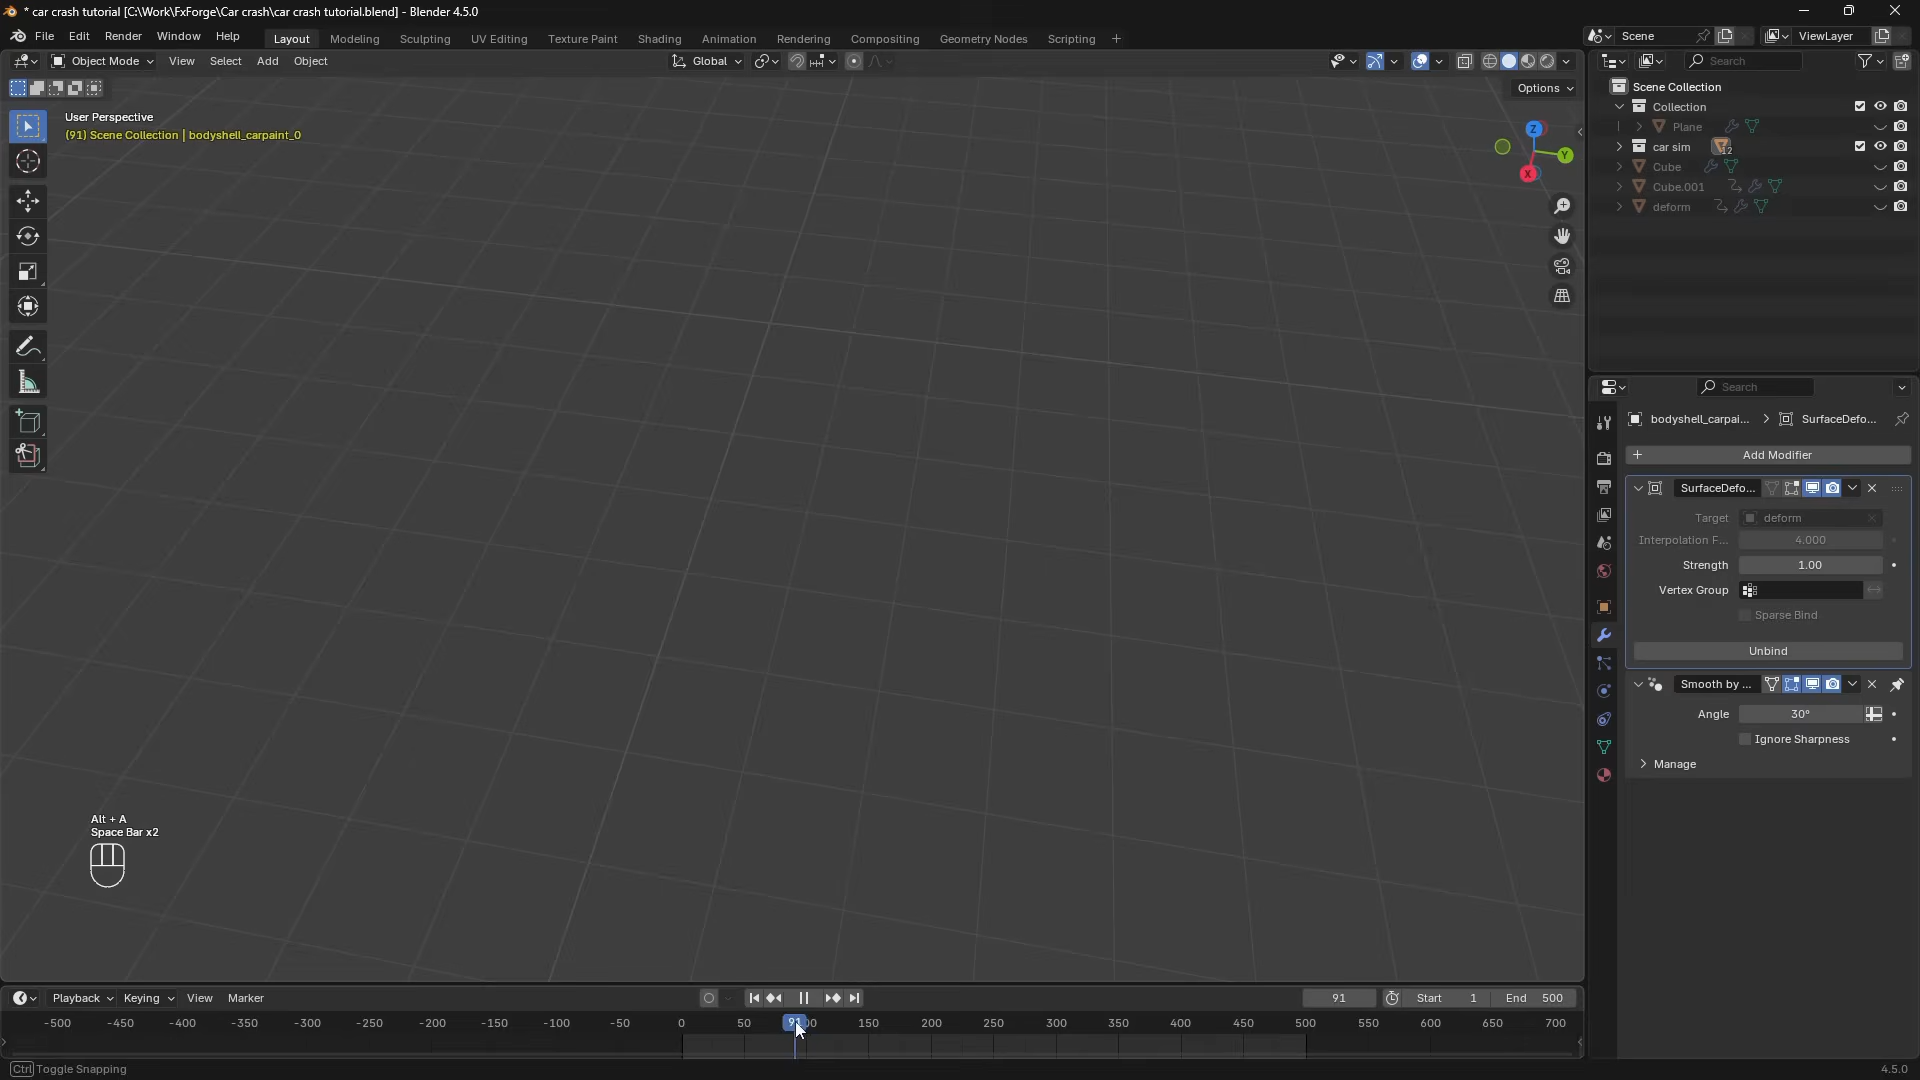 * car crash tutorial [C:\Work\FxForge\Car crash\car crash tutorial.blend] - Blender 4.5.0
File Edit Render Window Help Layout Modeling Sculpting UV Editing Texture Paint Shading Animation Rendering Compositing Geometry Nodes Scripting + Scene ViewLayer
Object Mode View Select Add Object Global Search
Options
User Perspective
(91) Scene Collection | bodyshell_carpaint_0
Z
Y
X
Scene Collection
Collection
Plane
car sim 12
Cube
Cube.001
deform
Search
bodyshell_carpai... > SurfaceDefo...
+ Add Modifier
SurfaceDefo...
Target deform
Interpolation F... 4.000
Strength 1.00
Vertex Group
Sparse Bind
Unbind
Smooth by ...
Angle 30°
Ignore Sharpness
Manage
Alt + A
Space Bar x2
Playback Keying View Marker 91 Start 1 End 500
-500 -450 -400 -350 -300 -250 -200 -150 -100 -50 0 50 91 150 200 250 300 350 400 450 500 550 600 650 700
Ctrl Toggle Snapping 4.5.0